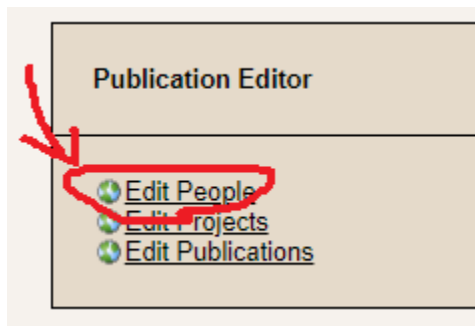 Publication Editor
Edit People
Edit Projects
Edit Publications